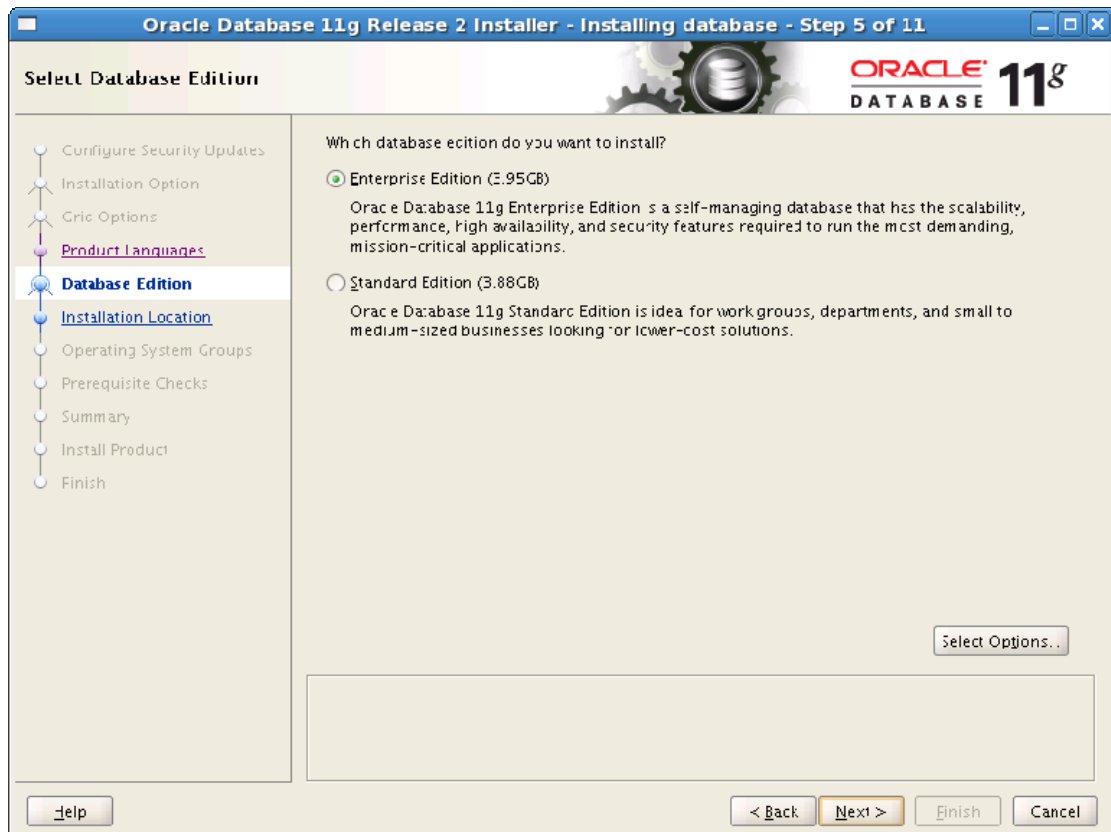 Oracle Database 11g Release 2 Installer - Installing database - Step 5 of 11
Select Database Edition
ORACLE
DATABASE 11g
Configure Security Updates
Installation Option
Grid Options
Product Languages
Database Edition
Installation Location
Operating System Groups
Prerequisite Checks
Summary
Install Product
Finish
Which database edition do you want to install?
Enterprise Edition (3.95GB)
Oracle Database 11g Enterprise Edition is a self-managing database that has the scalability,
performance, high availability, and security features required to run the most demanding,
mission-critical applications.
Standard Edition (3.88GB)
Oracle Database 11g Standard Edition is ideal for work groups, departments, and small to
medium-sized businesses looking for lower-cost solutions.
Select Options..
Help
< Back
Next >
Finish
Cancel